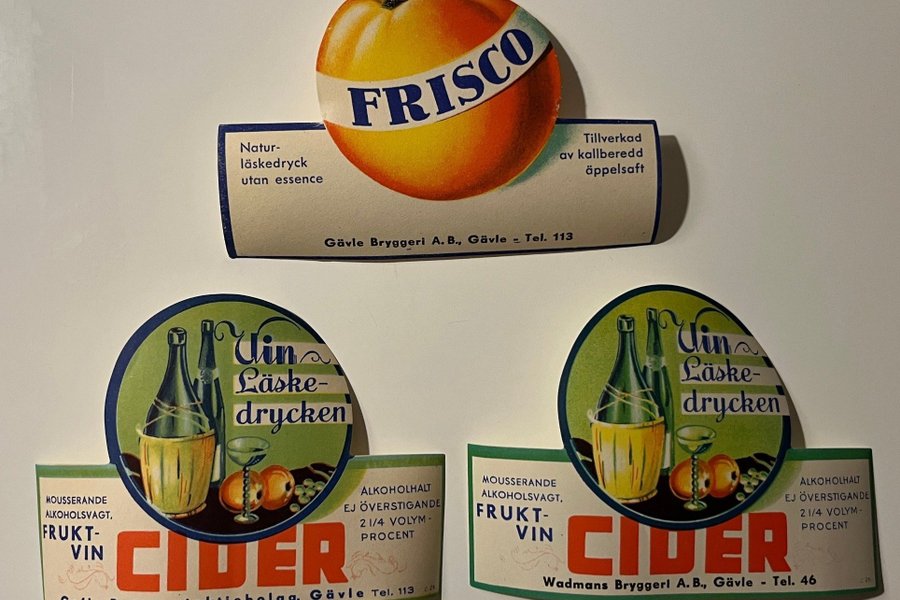 FRISCO
Natur-
läskedryck
utan essence
Tillverkad
av kallberedd
äppelsaft
Gävle Bryggeri A.B., Gävle - Tel. 113
Vin
Läske-
drycken
MOUSSERANDE
ALKOHOLSVAGT,
FRUKT-
VIN
ALKOHOLHALT
EJ ÖVERSTIGANDE
2 1/4 VOLYM-
PROCENT
CIDER
Gävle Tel. 113
Vin
Läske-
drycken
MOUSSERANDE
ALKOHOLSVAGT,
FRUKT-
VIN
ALKOHOLHALT
EJ ÖVERSTIGANDE
2 1/4 VOLYM-
PROCENT
CIDER
Wadmans Bryggeri A.B., Gävle - Tel. 46